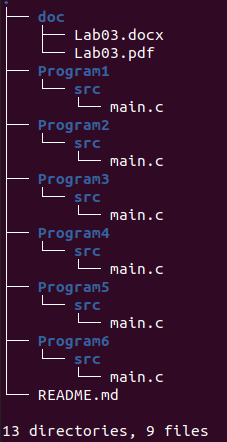 .
├── doc
│   ├── Lab03.docx
│   └── Lab03.pdf
├── Program1
│   └── src
│       └── main.c
├── Program2
│   └── src
│       └── main.c
├── Program3
│   └── src
│       └── main.c
├── Program4
│   └── src
│       └── main.c
├── Program5
│   └── src
│       └── main.c
├── Program6
│   └── src
│       └── main.c
└── README.md
13 directories, 9 files